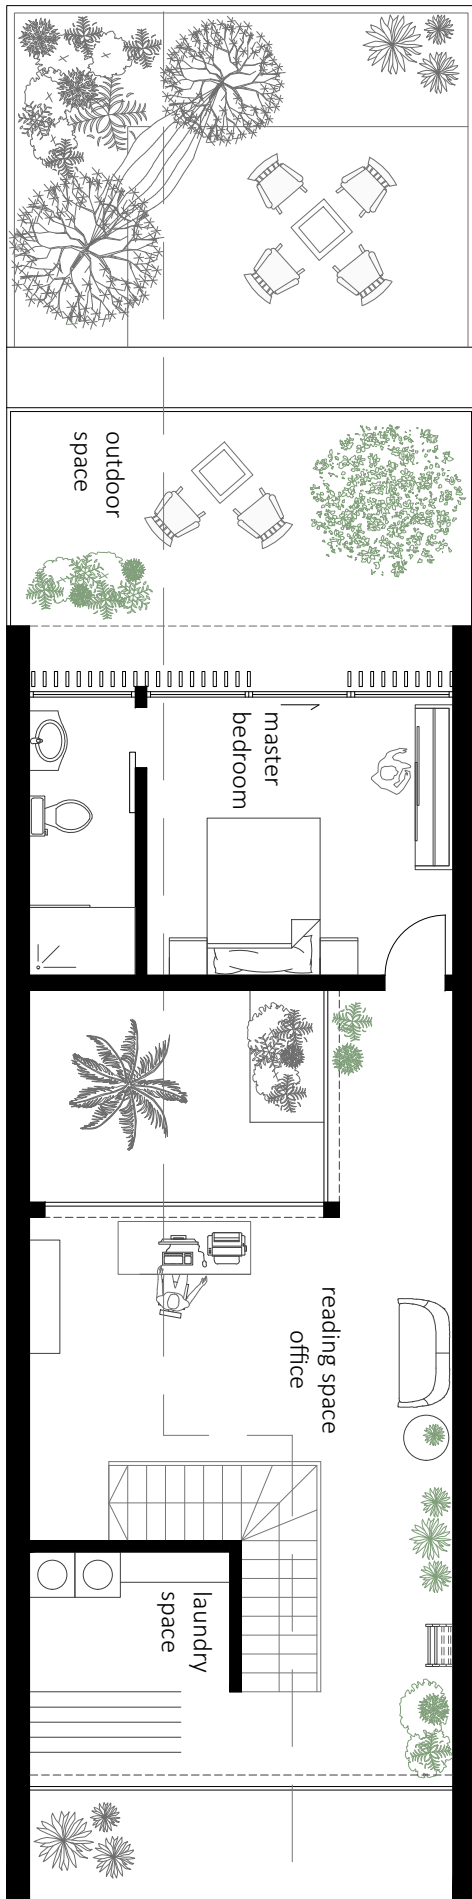 outdoor
space
master
bedroom
reading space
office
laundry
space